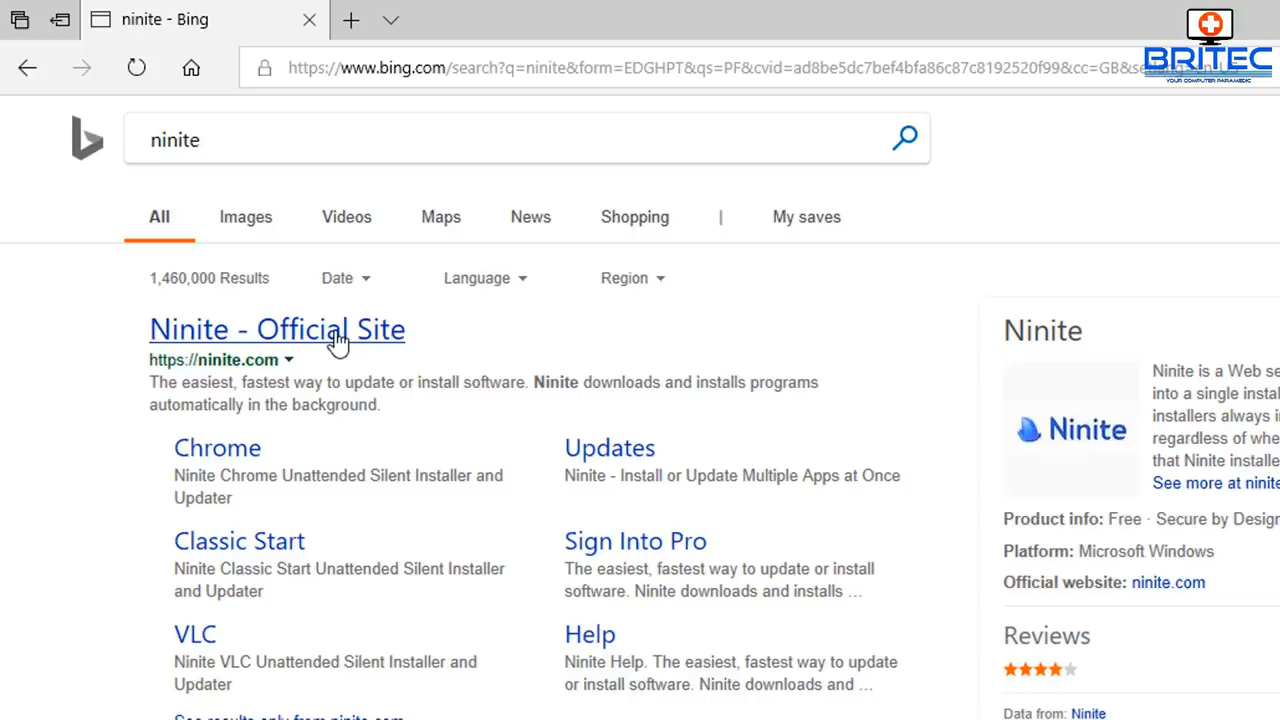 ninite - Bing
BRITEC
YOUR COMPUTER PARAMEDIC
https://www.bing.com/search?q=ninite&form=EDGHPT&qs=PF&cvid=ad8be5dc7bef4bfa86c87c8192520f99&cc=GB&setlang=en-US
ninite
All Images Videos Maps News Shopping | My saves
1,460,000 Results Date Language Region
Ninite - Official Site
https://ninite.com
The easiest, fastest way to update or install software. Ninite downloads and installs programs
automatically in the background.
Chrome
Ninite Chrome Unattended Silent Installer and
Updater
Updates
Ninite - Install or Update Multiple Apps at Once
Classic Start
Ninite Classic Start Unattended Silent Installer
and Updater
Sign Into Pro
The easiest, fastest way to update or install
software. Ninite downloads and installs ...
VLC
Ninite VLC Unattended Silent Installer and
Updater
Help
Ninite Help. The easiest, fastest way to update
or install software. Ninite downloads and ...
See results only from ninite.com
Ninite
Ninite
Ninite is a Web se
into a single instal
installers always i
regardless of whe
that Ninite installe
See more at ninite
Product info: Free · Secure by Design
Platform: Microsoft Windows
Official website: ninite.com
Reviews
Data from: Ninite